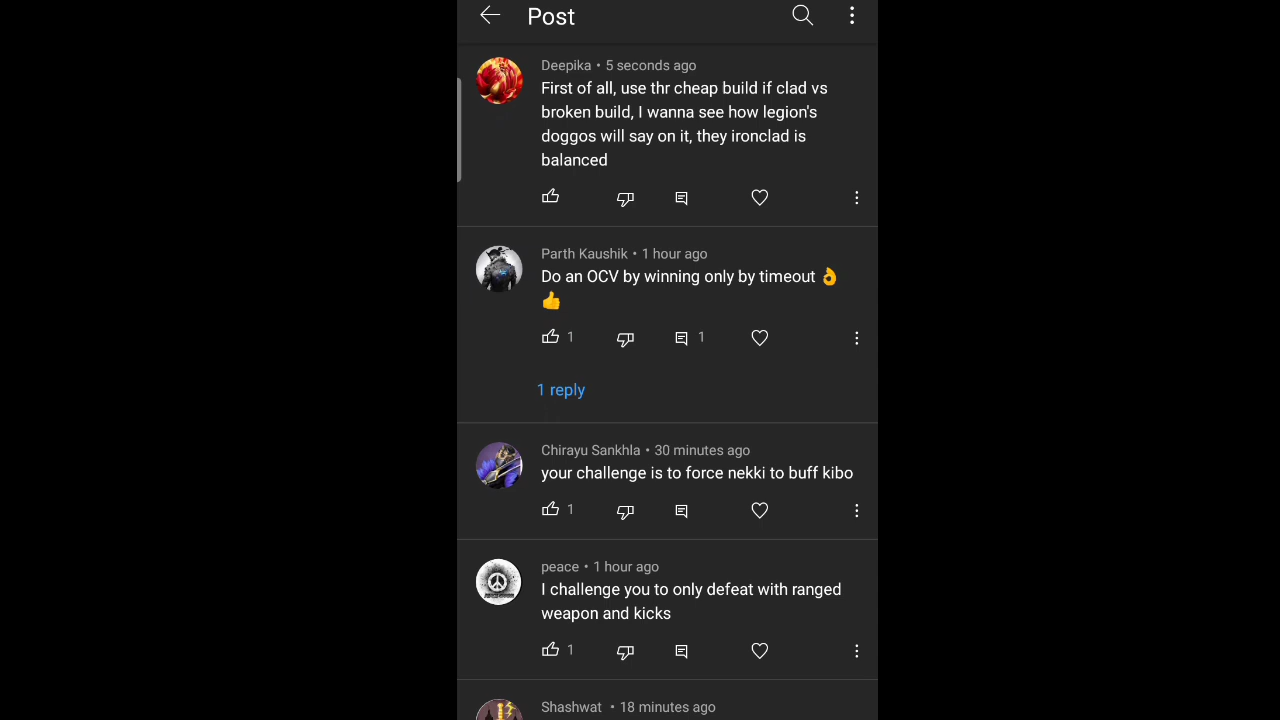 Post
Deepika • 5 seconds ago
First of all, use thr cheap build if clad vs
broken build, I wanna see how legion's
doggos will say on it, they ironclad is
balanced
Parth Kaushik • 1 hour ago
Do an OCV by winning only by timeout 👌
👍
1
1
1 reply
Chirayu Sankhla • 30 minutes ago
your challenge is to force nekki to buff kibo
1
peace • 1 hour ago
I challenge you to only defeat with ranged
weapon and kicks
1
Shashwat • 18 minutes ago